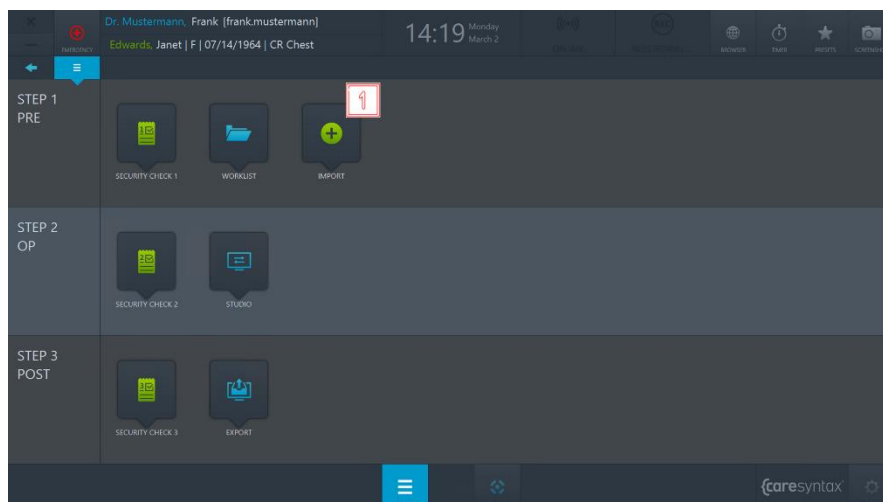 Dr. Mustermann, Frank [frank.mustermann]
Edwards, Janet | F | 07/14/1964 | CR Chest
14:19 Monday
March 2
EMERGENCY
BROWSER
TIMER
PRESETS
STEP 1
PRE
1
SECURITY CHECK 1
WORKLIST
IMPORT
STEP 2
OP
SECURITY CHECK 2
STUDIO
STEP 3
POST
SECURITY CHECK 3
EXPORT
{caresyntax